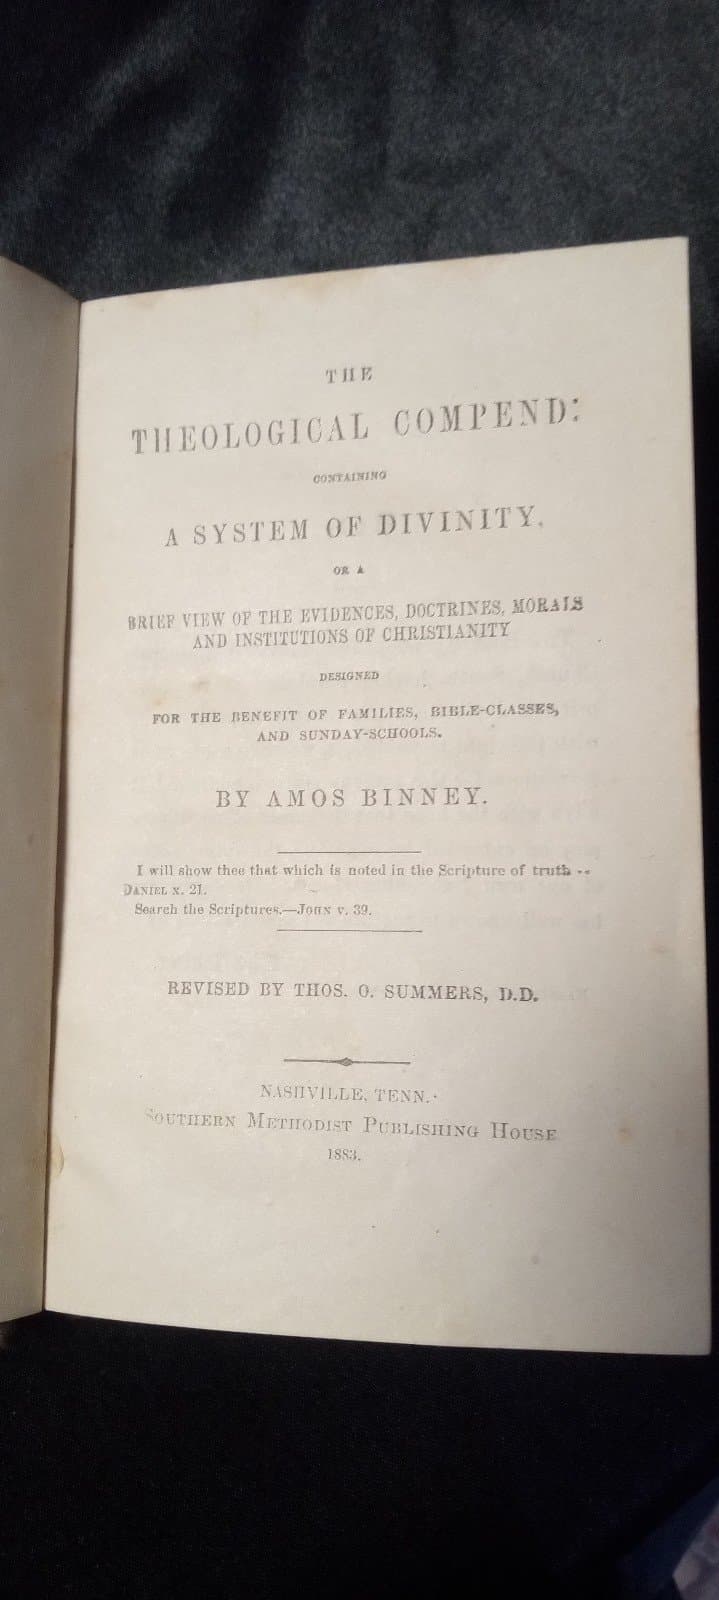 THE
THEOLOGICAL COMPEND:
CONTAINING
A SYSTEM OF DIVINITY,
OR A
BRIEF VIEW OF THE EVIDENCES, DOCTRINES, MORALS
AND INSTITUTIONS OF CHRISTIANITY
DESIGNED
FOR THE BENEFIT OF FAMILIES, BIBLE-CLASSES,
AND SUNDAY-SCHOOLS.
BY AMOS BINNEY.
I will show thee that which is noted in the Scripture of truth --
DANIEL X. 21.
Search the Scriptures.—JOHN V. 39.
REVISED BY THOS. O. SUMMERS, D.D.
NASHVILLE, TENN.
SOUTHERN METHODIST PUBLISHING HOUSE
1883.